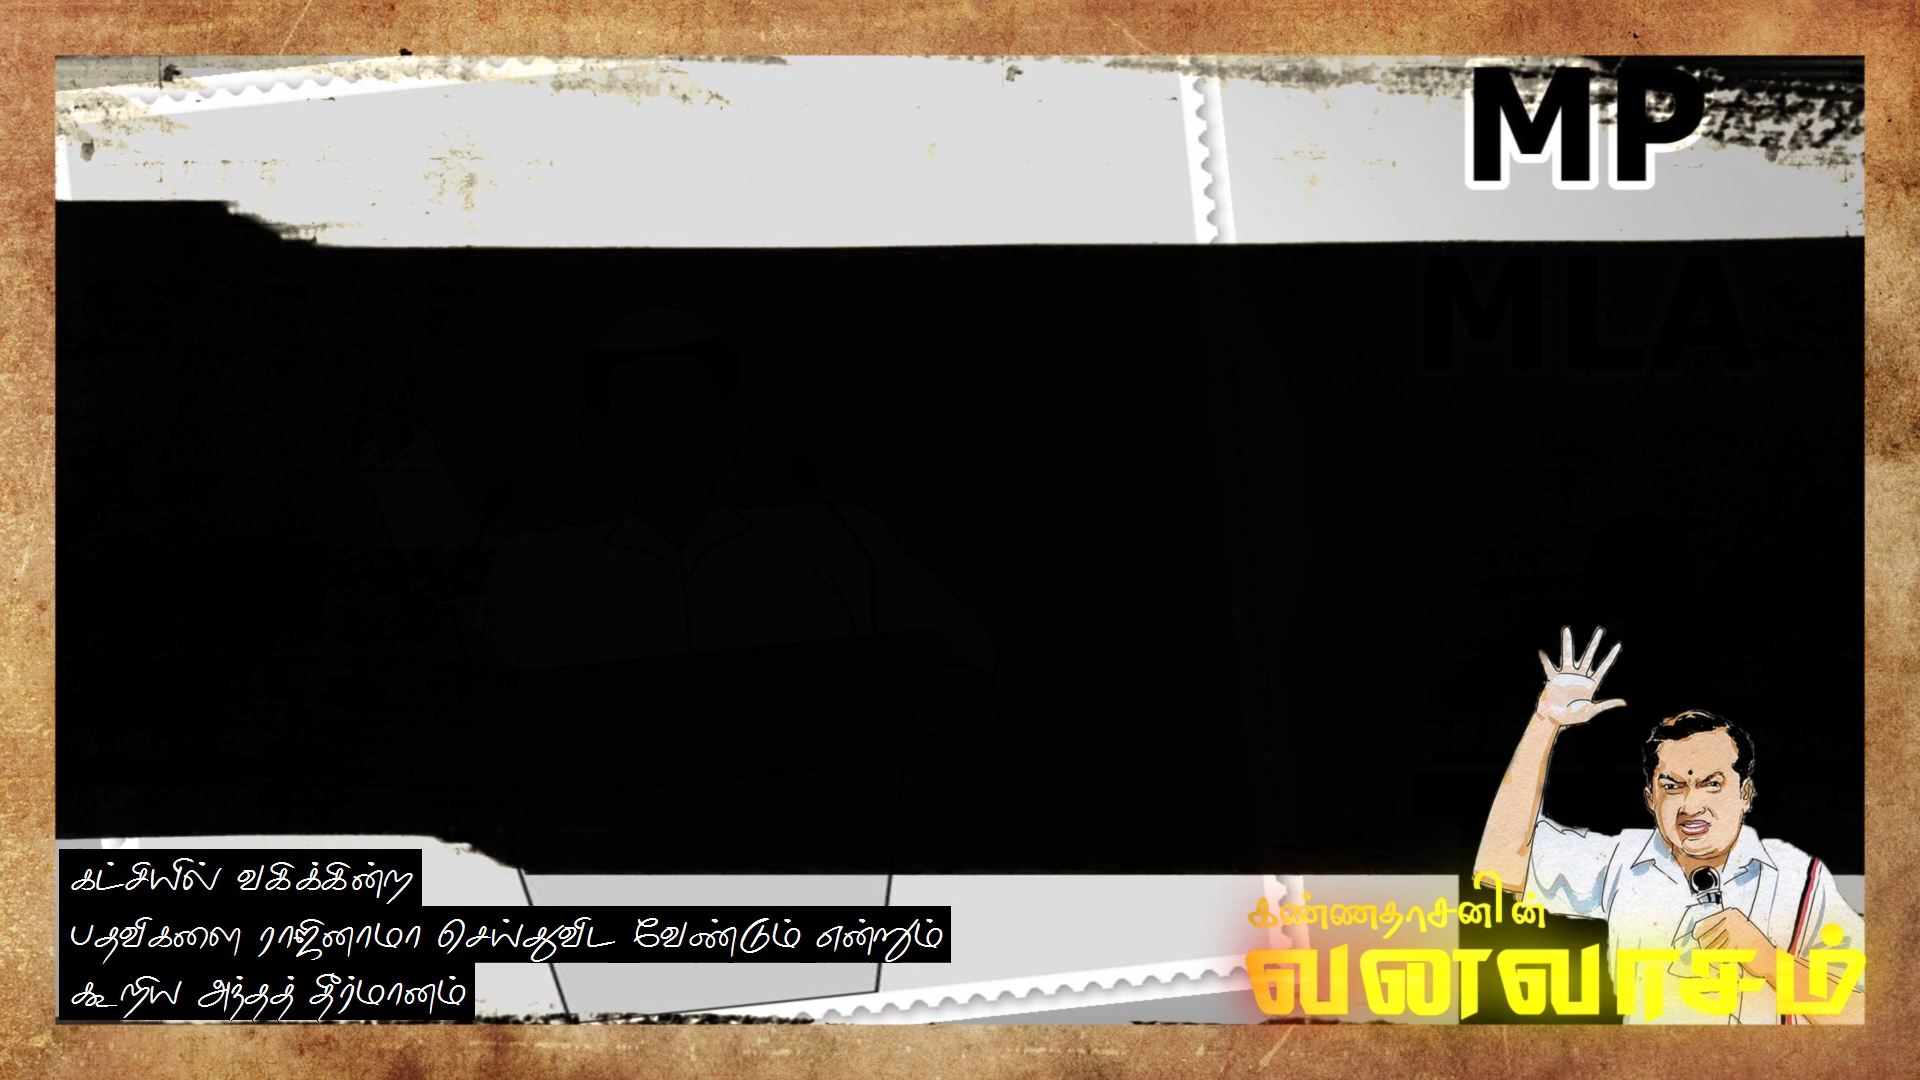 MP
MLA
கட்சியில் வகிக்கின்ற
பதவிகளை ராஜினாமா செய்துவிட வேண்டும் என்றும்
கூறிய அந்தத் தீர்மானம்
கண்ணதாசனின்
வனவாசம்